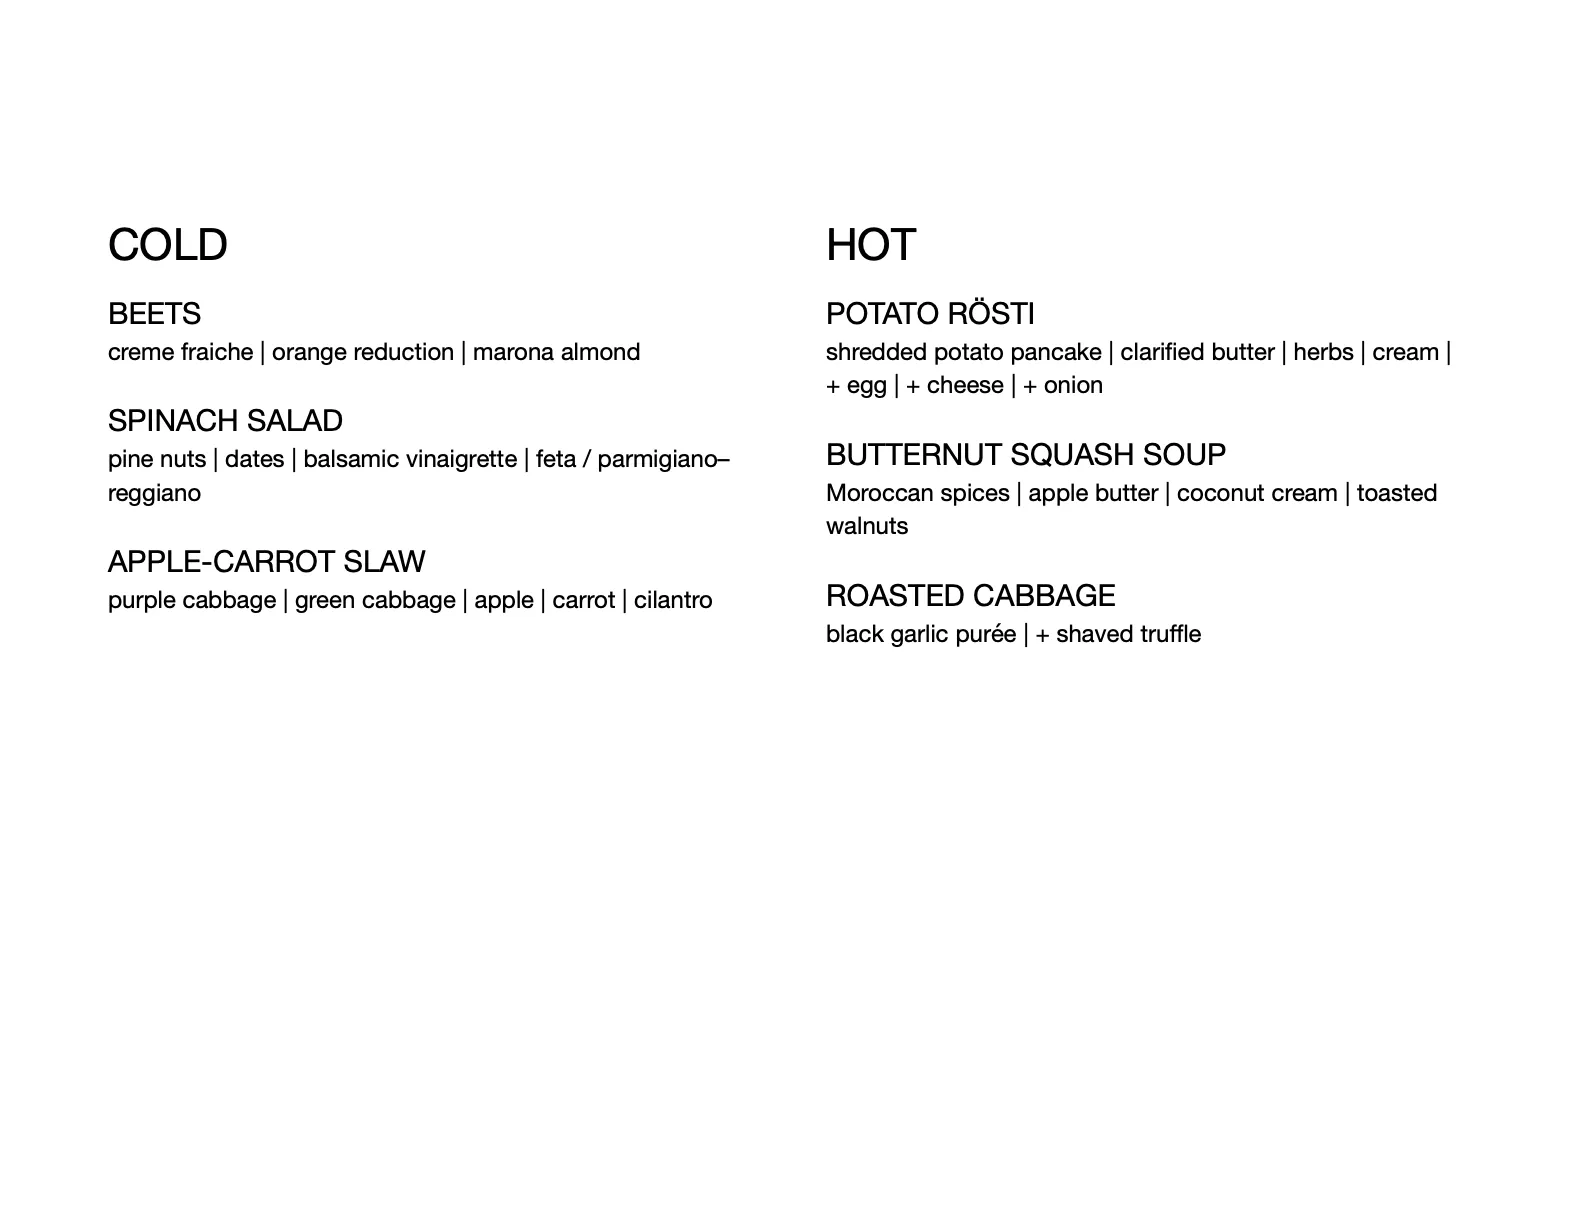 COLD
BEETS
creme fraiche | orange reduction | marona almond
SPINACH SALAD
pine nuts | dates | balsamic vinaigrette | feta / parmigiano–
reggiano
APPLE-CARROT SLAW
purple cabbage | green cabbage | apple | carrot | cilantro
HOT
POTATO RÖSTI
shredded potato pancake | clarified butter | herbs | cream |
+ egg | + cheese | + onion
BUTTERNUT SQUASH SOUP
Moroccan spices | apple butter | coconut cream | toasted
walnuts
ROASTED CABBAGE
black garlic purée | + shaved truffle